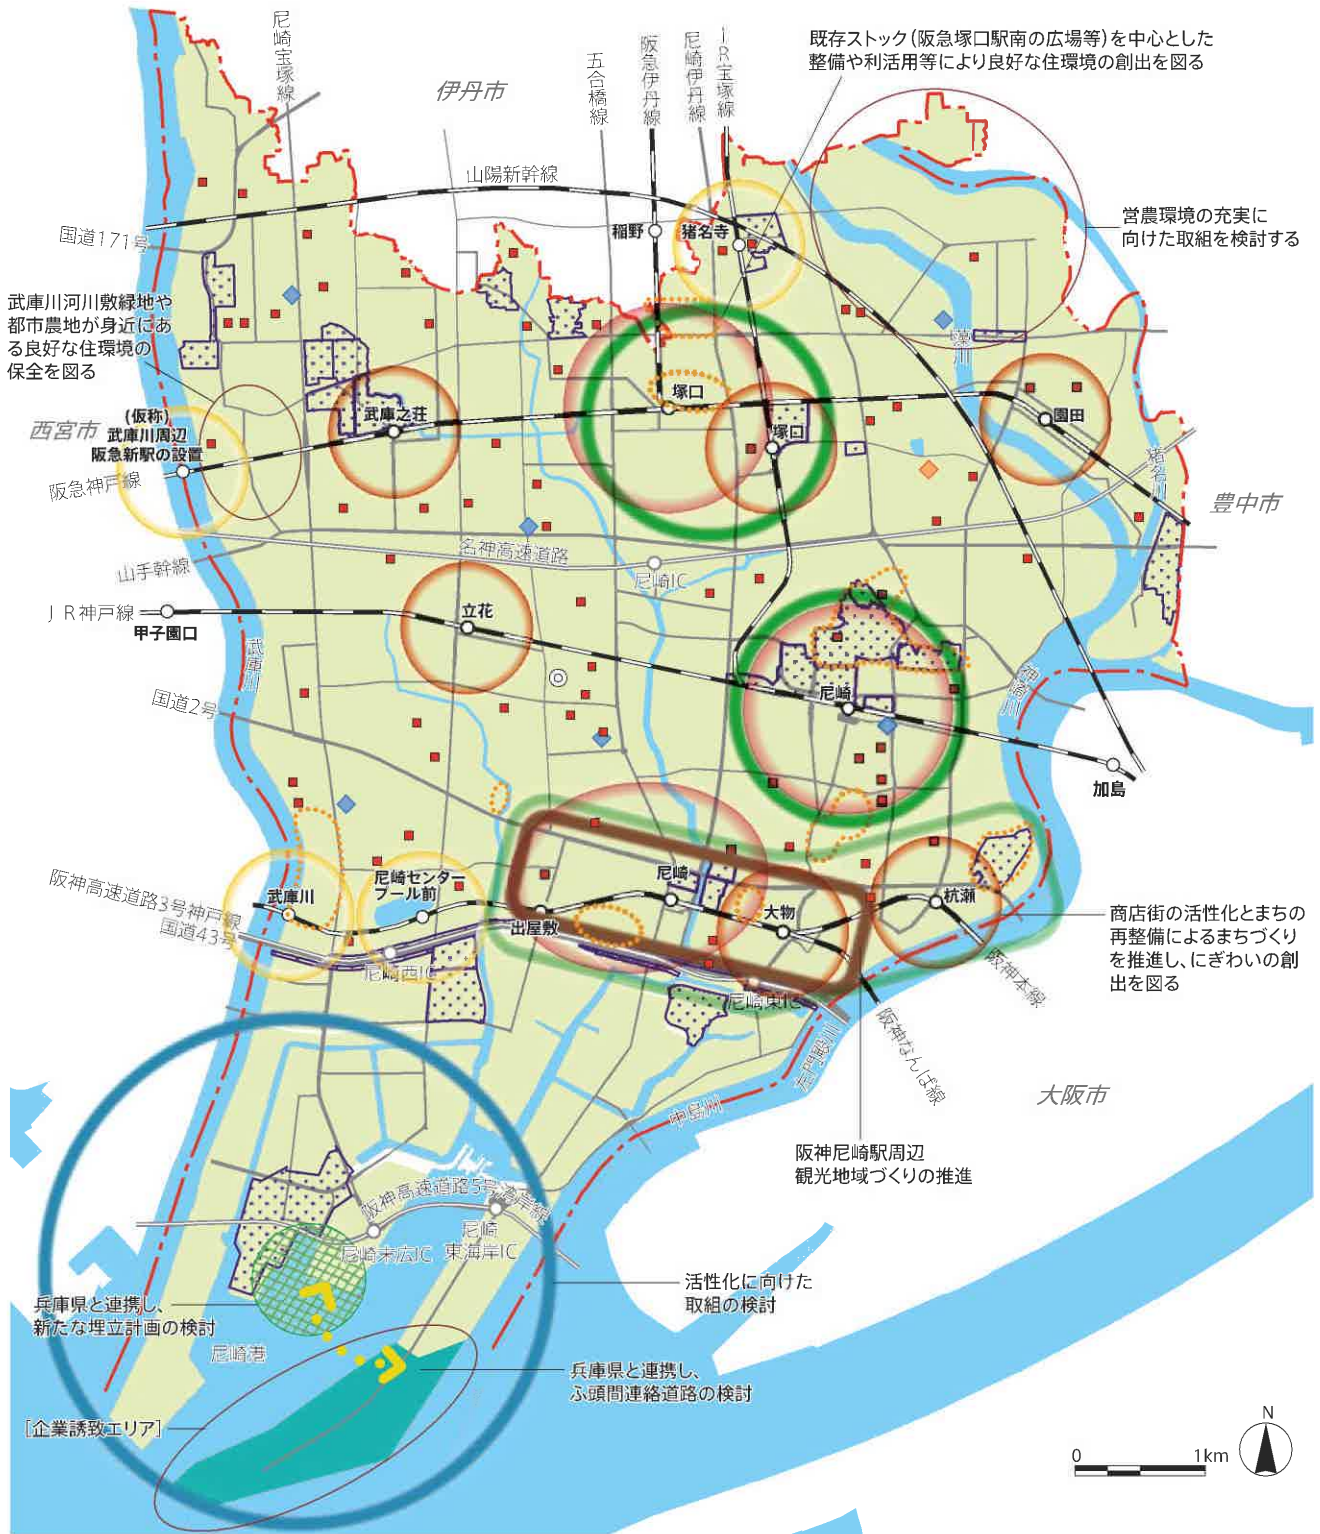 尼崎宝塚線
伊丹市
五合橋線
阪急伊丹線
尼崎伊丹線
JR宝塚線
既存ストック(阪急塚口駅南の広場等)を中心とした
整備や利活用等により良好な住環境の創出を図る
山陽新幹線
国道171号
稲野
猪名寺
営農環境の充実に
向けた取組を検討する
武庫川河川敷緑地や
都市農地が身近にあ
る良好な住環境の
保全を図る
藻川
塚口
武庫之荘
塚口
園田
西宮市
(仮称)
武庫川周辺
阪急新駅の設置
阪急神戸線
猪名川
豊中市
名神高速道路
尼崎IC
山手幹線
JR神戸線
甲子園口
立花
武庫川
国道2号
尼崎
神崎川
加島
阪神高速道路3号神戸線
国道43号
武庫川
尼崎センター
プール前
出屋敷
尼崎
大物
杭瀬
尼崎西IC
尼崎東IC
阪神本線
阪神なんば線
左門殿川
中島川
商店街の活性化とまちの
再整備によるまちづくり
を推進し、にぎわいの創
出を図る
大阪市
阪神尼崎駅周辺
観光地域づくりの推進
阪神高速道路5号湾岸線
尼崎末広IC
尼崎
東海岸IC
活性化に向けた
取組の検討
兵庫県と連携し、
新たな埋立計画の検討
尼崎港
兵庫県と連携し、
ふ頭間連絡道路の検討
[企業誘致エリア]
N
0 1km